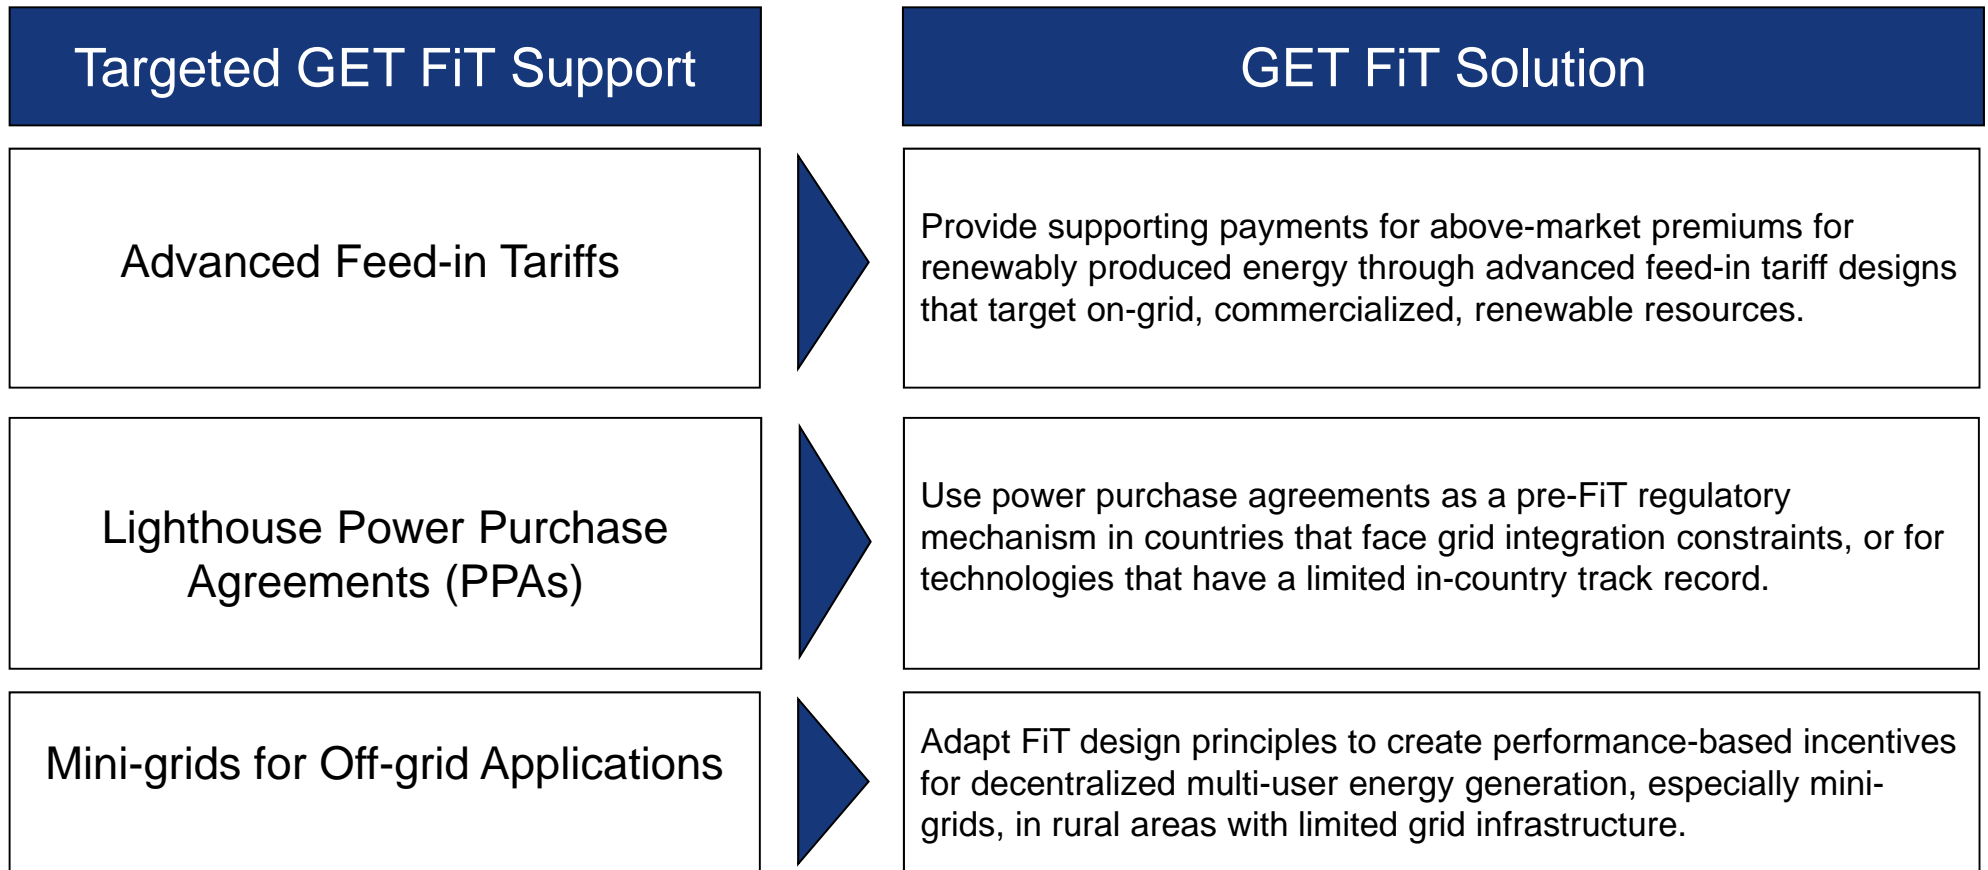 Targeted GET FiT Support
GET FiT Solution
Advanced Feed-in Tariffs
Provide supporting payments for above-market premiums for
renewably produced energy through advanced feed-in tariff designs
that target on-grid, commercialized, renewable resources.
Lighthouse Power Purchase
Agreements (PPAs)
Use power purchase agreements as a pre-FiT regulatory
mechanism in countries that face grid integration constraints, or for
technologies that have a limited in-country track record.
Mini-grids for Off-grid Applications
Adapt FiT design principles to create performance-based incentives
for decentralized multi-user energy generation, especially mini-
grids, in rural areas with limited grid infrastructure.